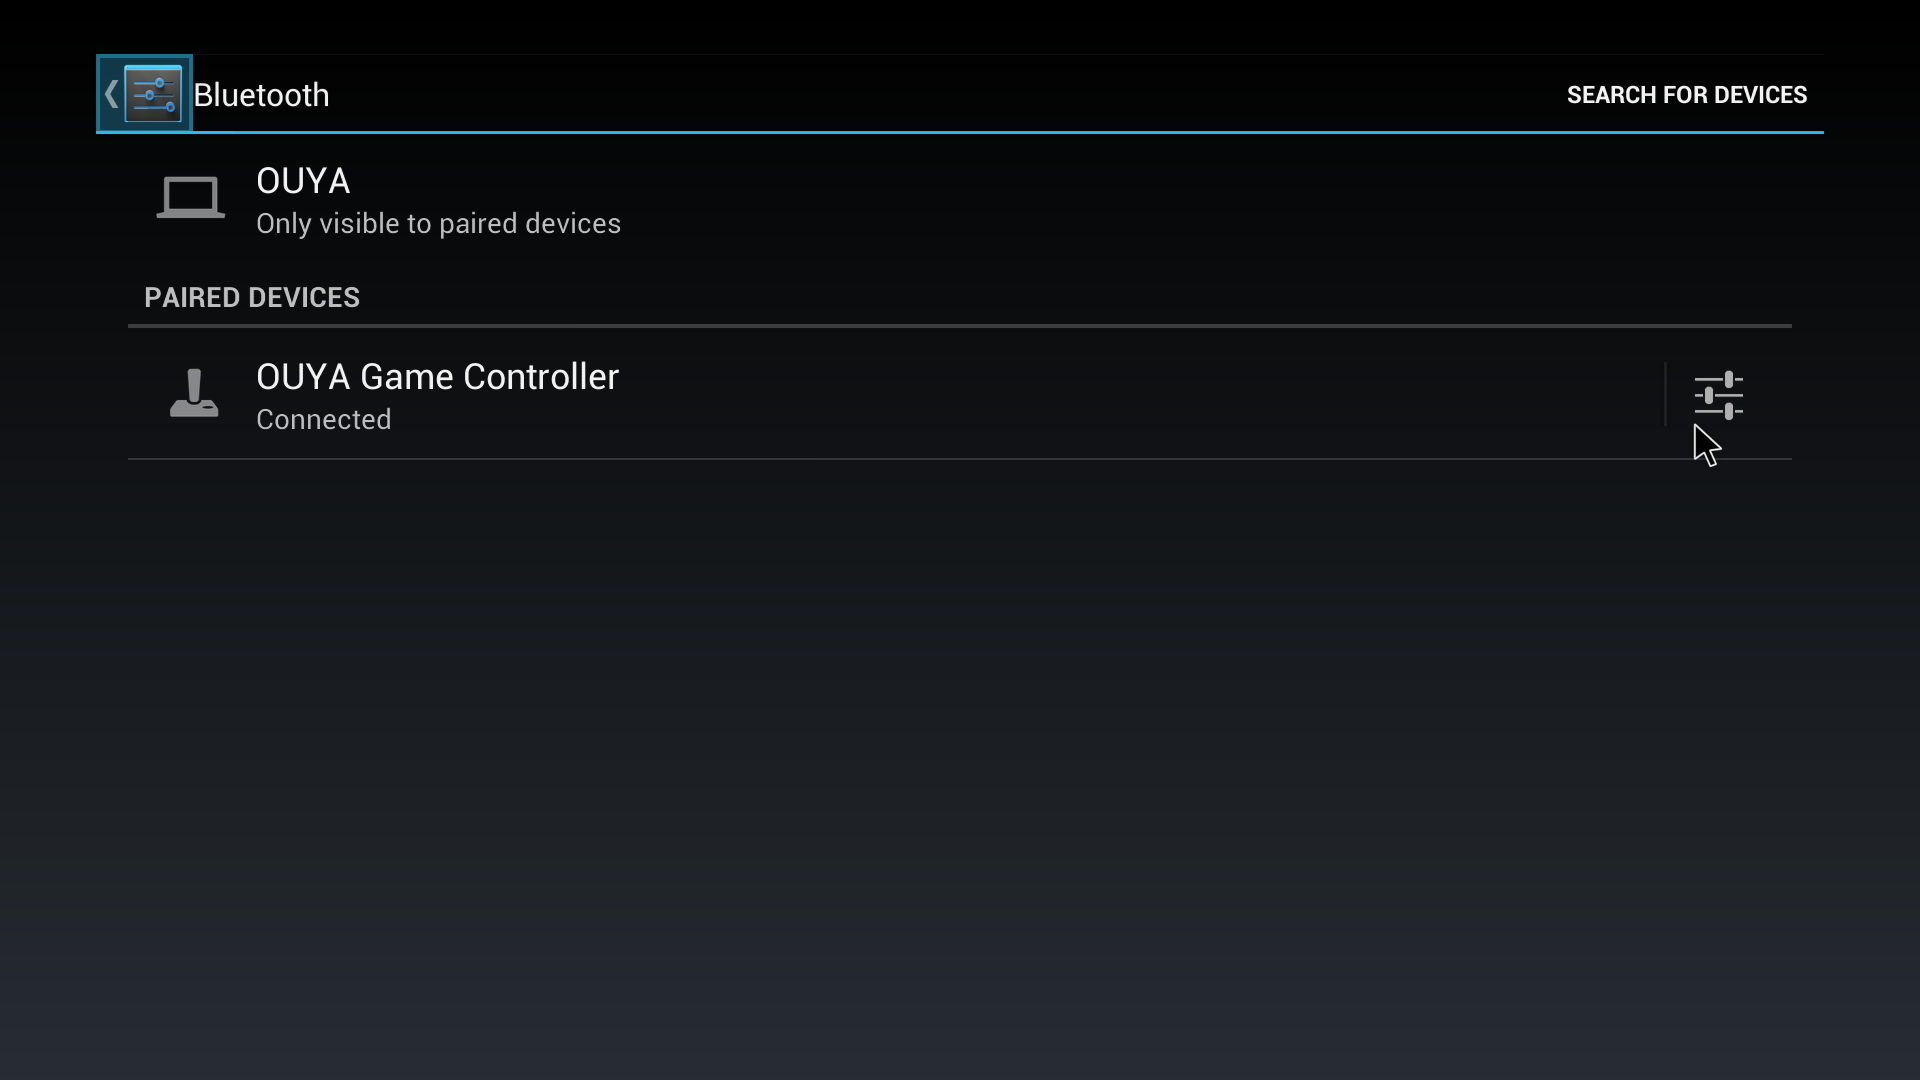 Bluetooth
SEARCH FOR DEVICES
OUYA
Only visible to paired devices
PAIRED DEVICES
OUYA Game Controller
Connected